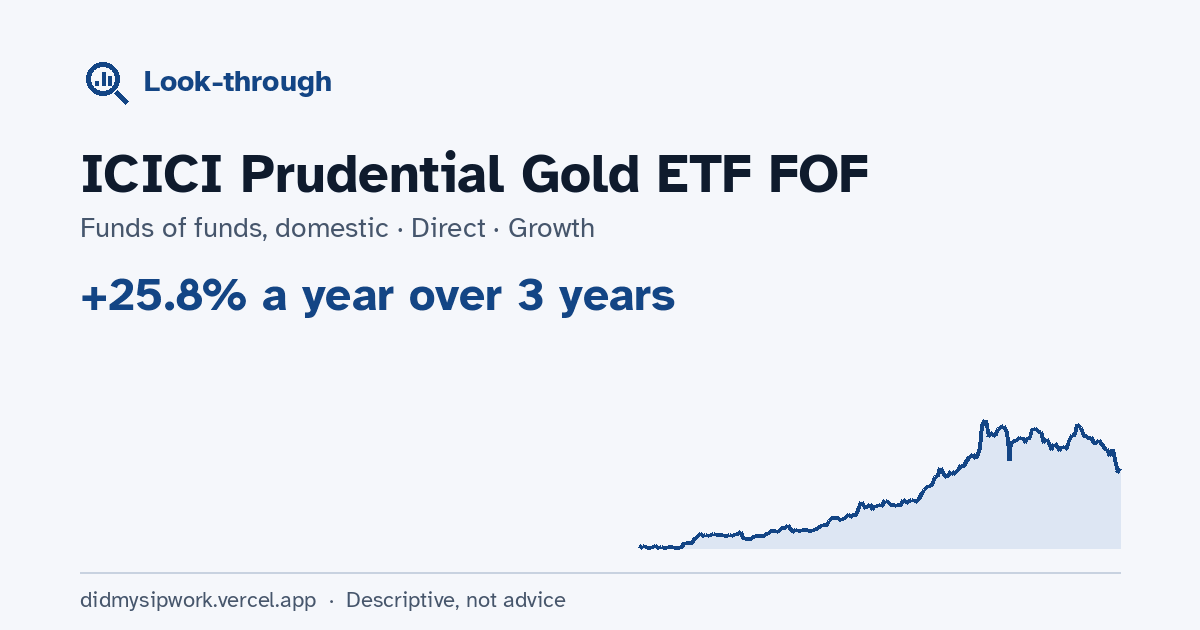 Look-through
ICICI Prudential Gold ETF FOF
Funds of funds, domestic · Direct · Growth
+25.8% a year over 3 years
didmysipwork.vercel.app · Descriptive, not advice